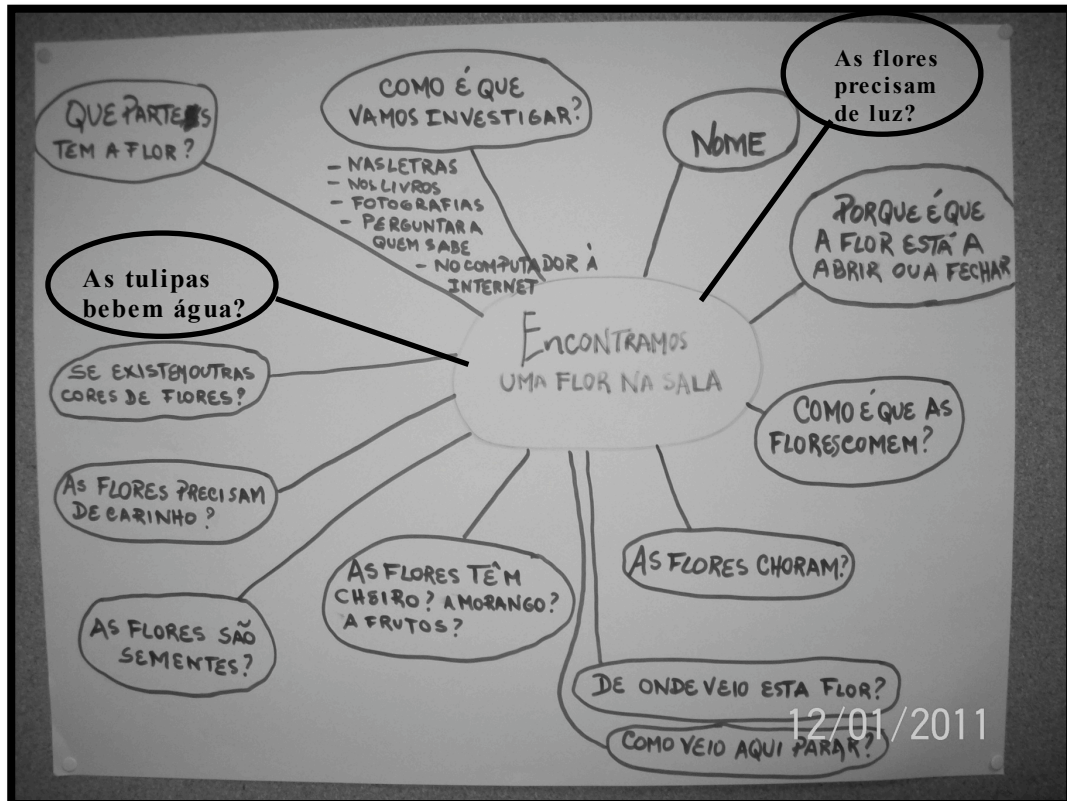 QUE PARTES
TEM A FLOR?
COMO É QUE
VAMOS INVESTIGAR?
- NAS LETRAS
- NOS LIVROS
- FOTOGRAFIAS
- PERGUNTAR A
QUEM SABE
- NO COMPUTADOR À
INTERNET
NOME
As flores
precisam
de luz?
PORQUE É QUE
A FLOR ESTÁ A
ABRIR OU A FECHAR
As tulipas
bebem água?
ENCONTRAMOS
UMA FLOR NA SALA
SE EXISTEM OUTRAS
CORES DE FLORES?
COMO É QUE AS
FLORES COMEM?
AS FLORES PRECISAM
DE CARINHO?
AS FLORES CHORAM?
AS FLORES TÊM
CHEIRO? A MORANGO?
A FRUTOS?
AS FLORES SÃO
SEMENTES?
DE ONDE VEIO ESTA FLOR?
COMO VEIO AQUI PARAR?
12/01/2011